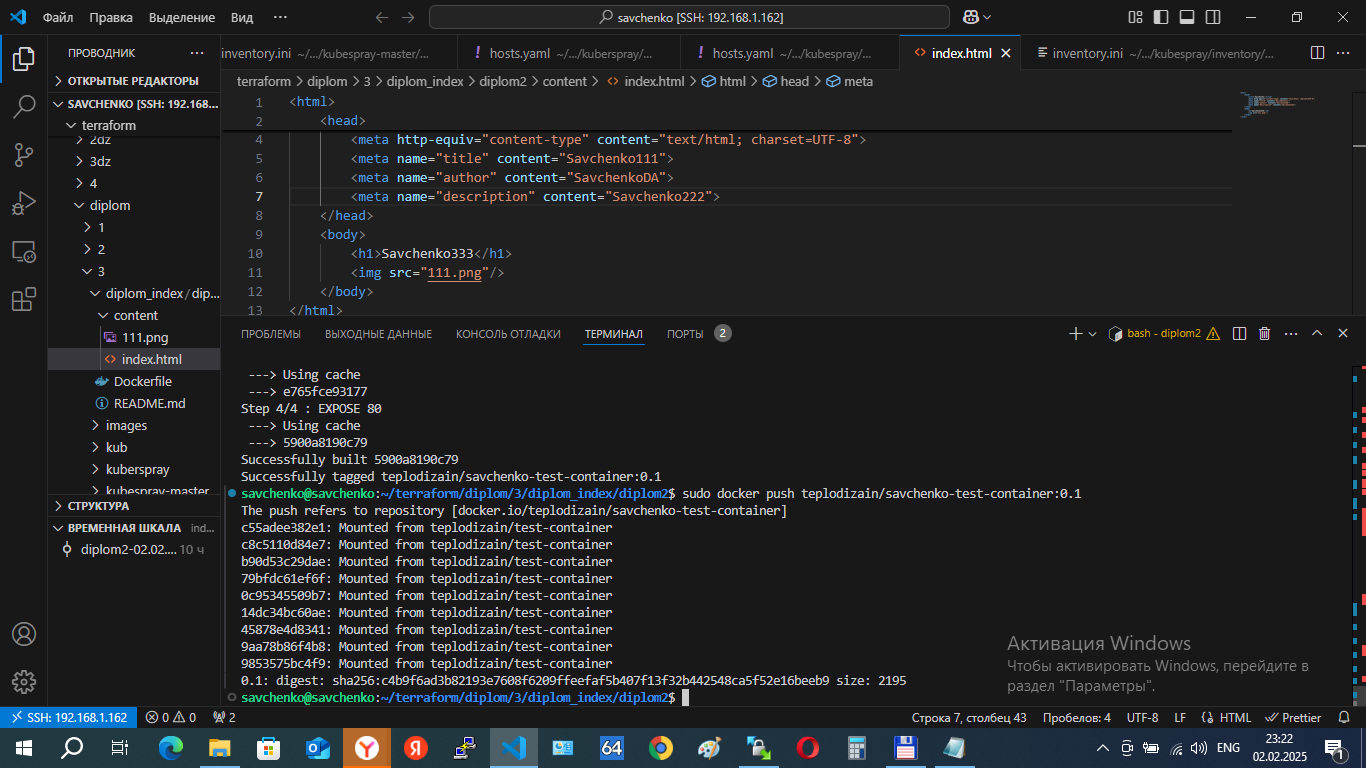 Файл Правка Выделение Вид ··· savchenko [SSH: 192.168.1.162]
ПРОВОДНИК ···
ОТКРЫТЫЕ РЕДАКТОРЫ
SAVCHENKO [SSH: 192.168....
terraform
2dz
3dz
4
diplom
1
2
3
diplom_index / dip...
content
111.png
index.html
Dockerfile
README.md
images
kub
kuberspray
kubespray-master
СТРУКТУРА
ВРЕМЕННАЯ ШКАЛА ind...
diplom2-02.02.... 10 ч
inventory.ini ~/.../kubespray-master/...
! hosts.yaml ~/.../kuberspray/...
! hosts.yaml ~/.../kubespray/...
<> index.html
inventory.ini ~/.../kubespray/inventory/...
terraform > diplom > 3 > diplom_index > diplom2 > content > <> index.html > html > head > meta
1 <html>
2 <head>
4 <meta http-equiv="content-type" content="text/html; charset=UTF-8">
5 <meta name="title" content="Savchenko111">
6 <meta name="author" content="SavchenkoDA">
7 <meta name="description" content="Savchenko222">
8 </head>
9 <body>
10 <h1>Savchenko333</h1>
11 <img src="111.png"/>
12 </body>
13 </html>
ПРОБЛЕМЫ ВЫХОДНЫЕ ДАННЫЕ КОНСОЛЬ ОТЛАДКИ ТЕРМИНАЛ ПОРТЫ 2
bash - diplom2
---> Using cache
---> e765fce93177
Step 4/4 : EXPOSE 80
---> Using cache
---> 5900a8190c79
Successfully built 5900a8190c79
Successfully tagged teplodizain/savchenko-test-container:0.1
savchenko@savchenko:~/terraform/diplom/3/diplom_index/diplom2$ sudo docker push teplodizain/savchenko-test-container:0.1
The push refers to repository [docker.io/teplodizain/savchenko-test-container]
c55adee382e1: Mounted from teplodizain/test-container
c8c5110d84e7: Mounted from teplodizain/test-container
b90d53c29dae: Mounted from teplodizain/test-container
79bfdc61ef6f: Mounted from teplodizain/test-container
0c95345509b7: Mounted from teplodizain/test-container
14dc34bc60ae: Mounted from teplodizain/test-container
45878e4d8341: Mounted from teplodizain/test-container
9aa78b86f4b8: Mounted from teplodizain/test-container
9853575bc4f9: Mounted from teplodizain/test-container
0.1: digest: sha256:c4b9f6ad3b82193e7608f6209ffeefaf5b407f13f32b442548ca5f52e16beeb9 size: 2195
savchenko@savchenko:~/terraform/diplom/3/diplom_index/diplom2$
Активация Windows
Чтобы активировать Windows, перейдите в
раздел "Параметры".
SSH: 192.168.1.162 0 0 2 Строка 7, столбец 43 Пробелов: 4 UTF-8 LF HTML Prettier
Я 64 ENG 23:22
02.02.2025
1